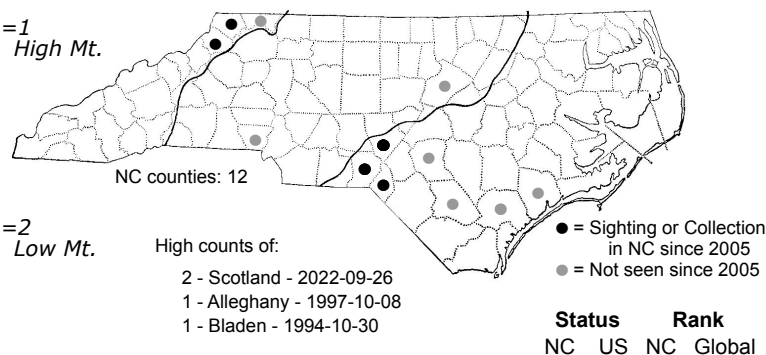 =1
High Mt.
NC counties: 12
=2
Low Mt.
High counts of:
2 - Scotland - 2022-09-26
1 - Alleghany - 1997-10-08
1 - Bladen - 1994-10-30
● = Sighting or Collection
in NC since 2005
● = Not seen since 2005
Status Rank
NC US NC Global